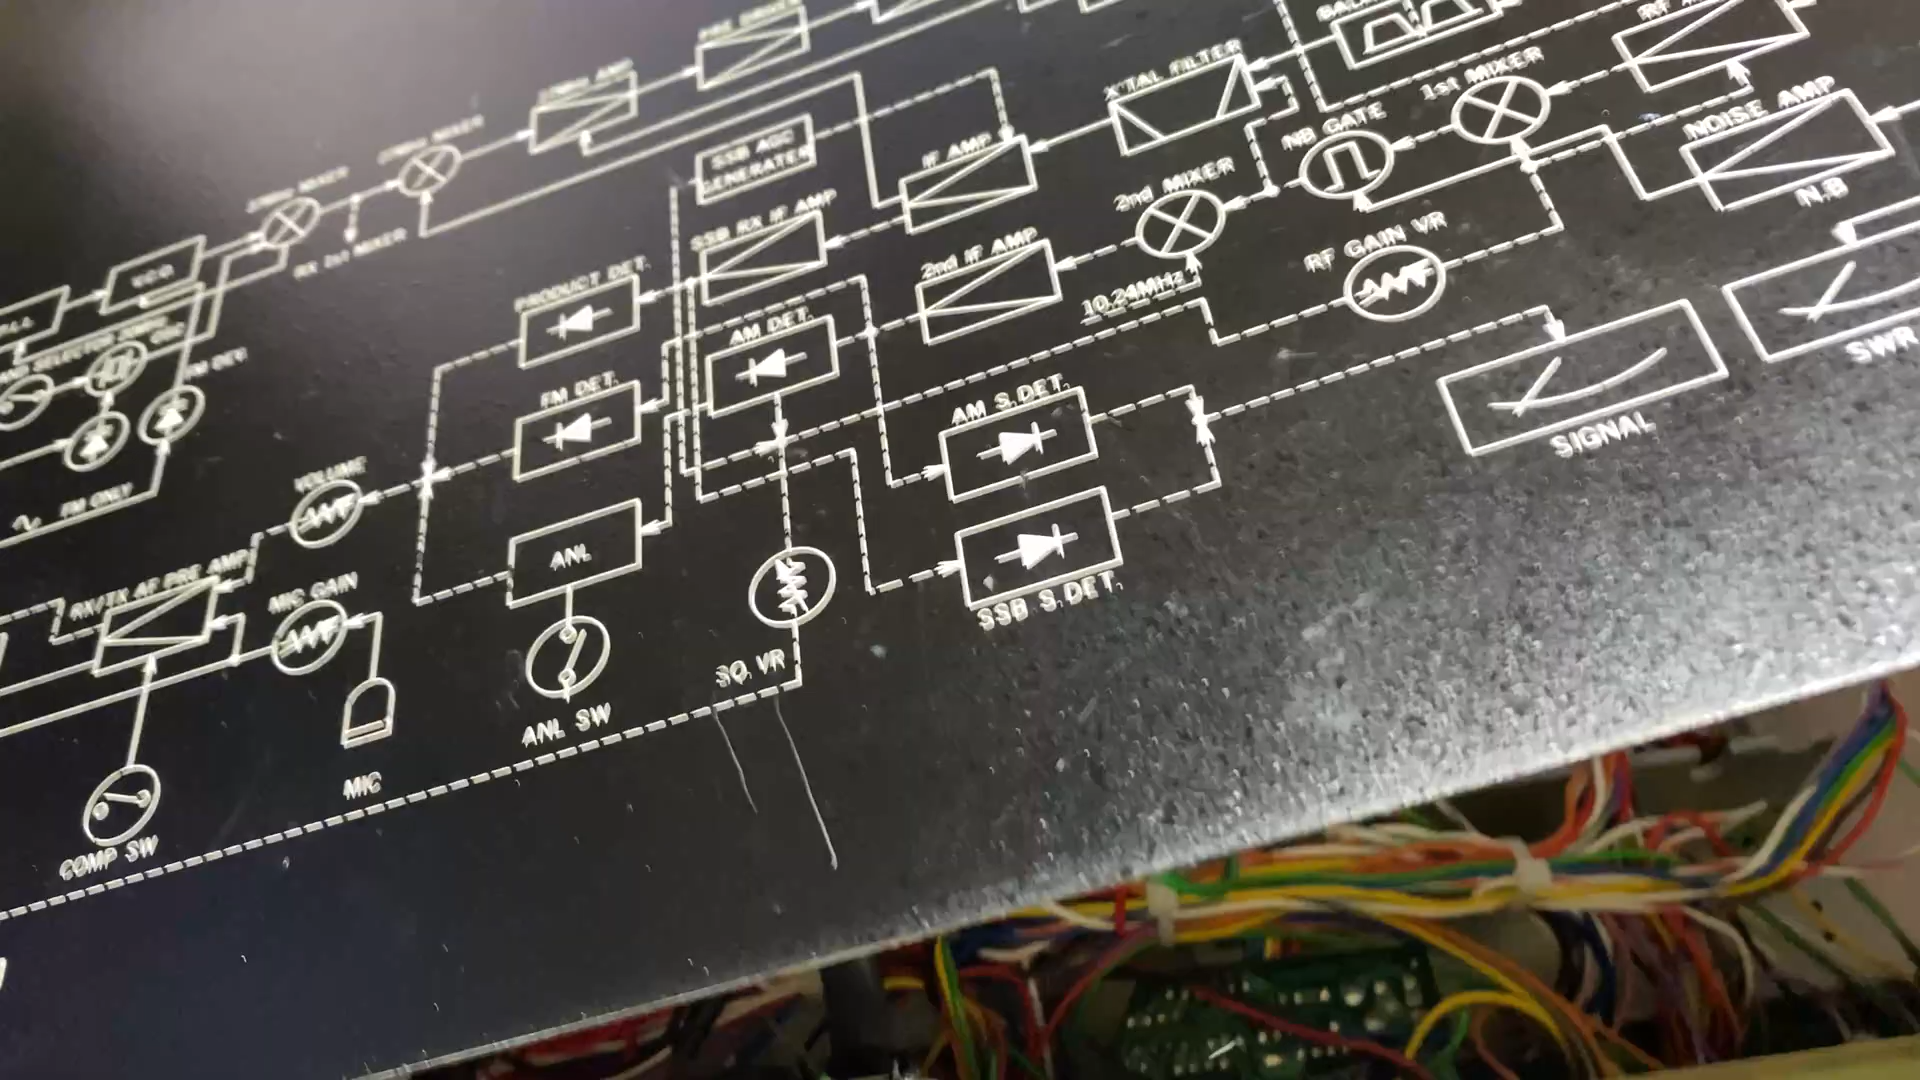 X'TAL FILTER
1st MIXER
NOISE AMP
NB GATE
N.B
SSB AGC
GENERATER
IF AMP
2nd MIXER
SSB RX IF AMP
2nd IF AMP
RF GAIN VR
RX 1st MIXER
VCO
10.24MHz
PRODUCT DET.
AM DET.
SWR
FM DET.
AM S.DET.
SIGNAL
VOLUME
FM ONLY
ANL
SSB S.DET.
RX/TX AF PRE AMP
MIC GAIN
SQ. VR
ANL SW
MIC
COMP SW